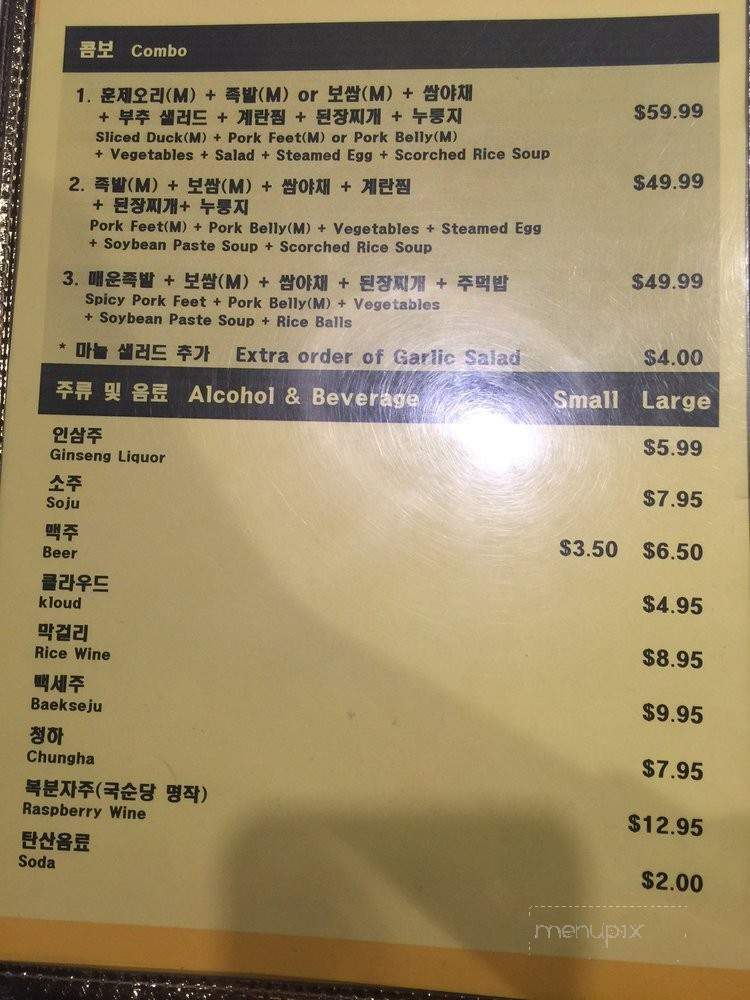 콤보 Combo
1. 훈제오리(M) + 족발(M) or 보쌈(M) + 쌈야채
+ 부추 샐러드 + 계란찜 + 된장찌개 + 누룽지 $59.99
Sliced Duck(M) + Pork Feet(M) or Pork Belly(M)
+ Vegetables + Salad + Steamed Egg + Scorched Rice Soup
2. 족발(M) + 보쌈(M) + 쌈야채 + 계란찜 $49.99
+ 된장찌개+ 누룽지
Pork Feet(M) + Pork Belly(M) + Vegetables + Steamed Egg
+ Soybean Paste Soup + Scorched Rice Soup
3. 매운족발 + 보쌈(M) + 쌈야채 + 된장찌개 + 주먹밥 $49.99
Spicy Pork Feet + Pork Belly(M) + Vegetables
+ Soybean Paste Soup + Rice Balls
* 마늘 샐러드 추가 Extra order of Garlic Salad $4.00
주류 및 음료 Alcohol & Beverage Small Large
인삼주 $5.99
Ginseng Liquor
소주 $7.95
Soju
맥주 $3.50 $6.50
Beer
클라우드 $4.95
kloud
막걸리 $8.95
Rice Wine
백세주 $9.95
Baekseju
청하 $7.95
Chungha
복분자주(국순당 명작) $12.95
Raspberry Wine
탄산음료 $2.00
Soda
menupix